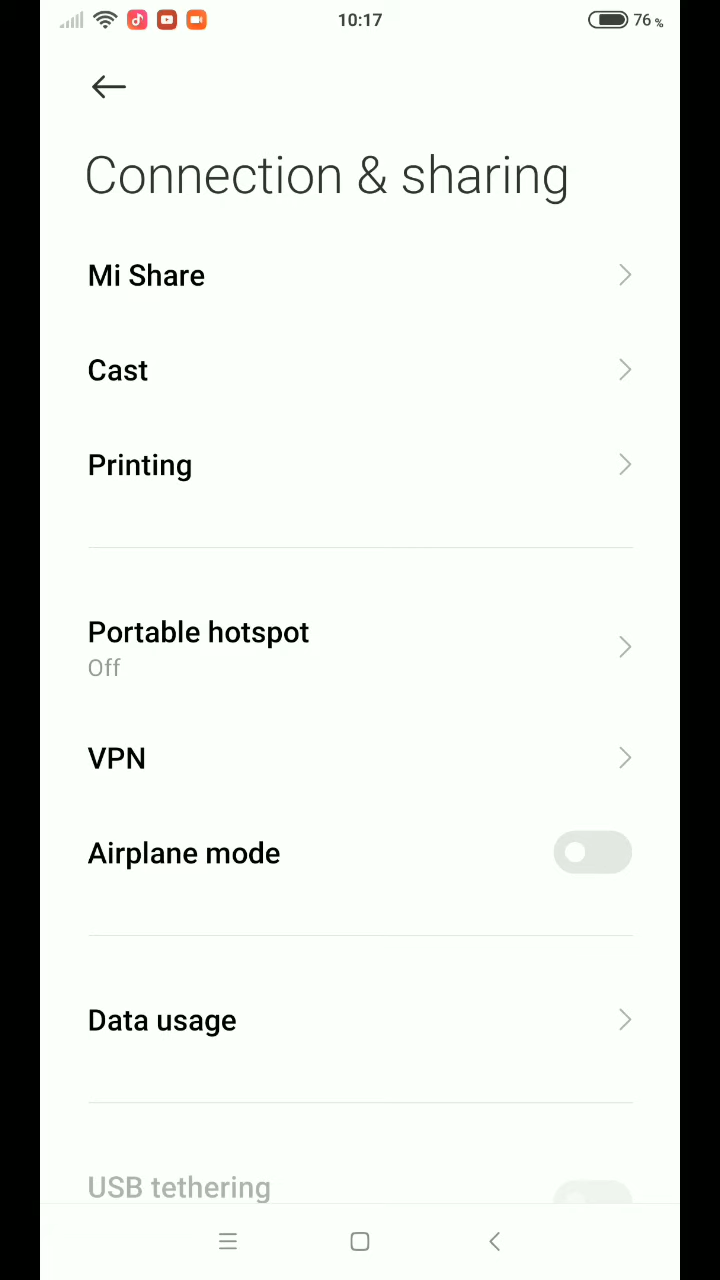 10:17
76 %
Connection & sharing
Mi Share
Cast
Printing
Portable hotspot
Off
VPN
Airplane mode
Data usage
USB tethering